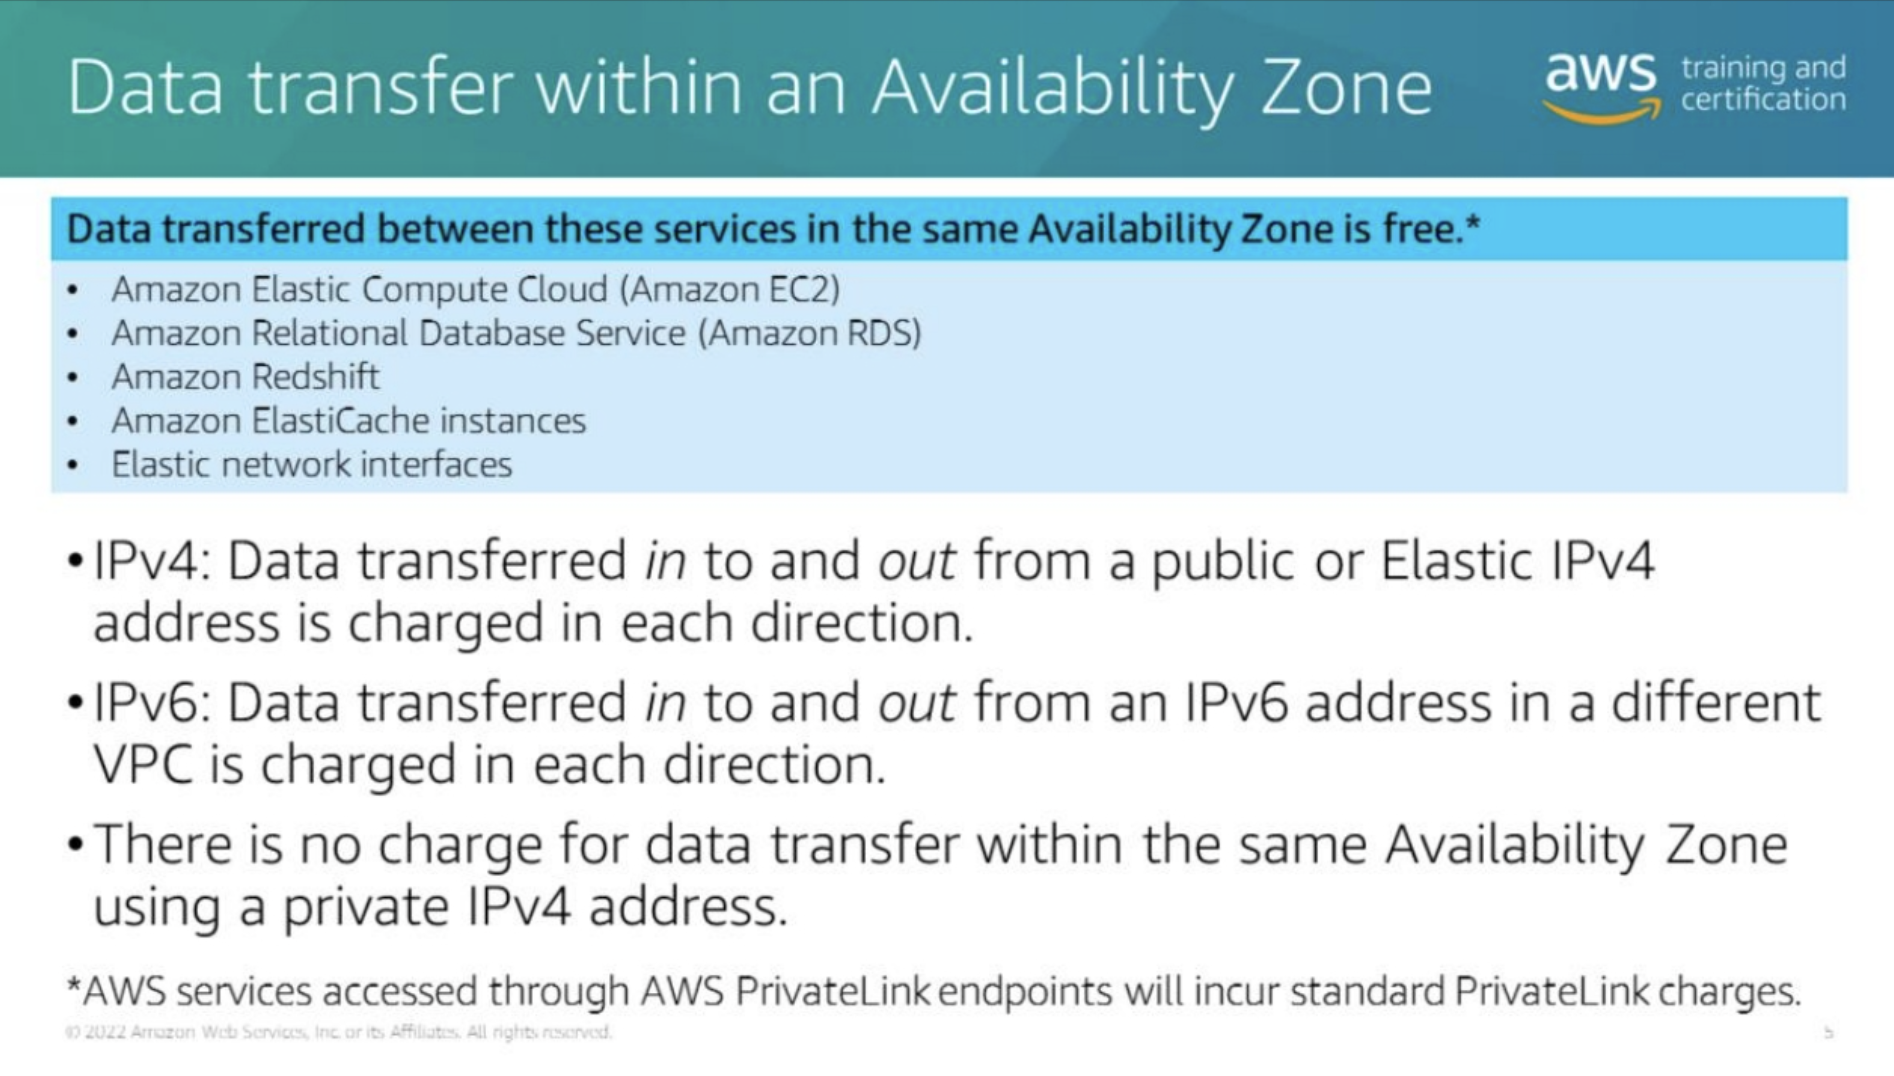 Data transfer within an Availability Zone
aws training and
certification
Data transferred between these services in the same Availability Zone is free.*
• Amazon Elastic Compute Cloud (Amazon EC2)
• Amazon Relational Database Service (Amazon RDS)
• Amazon Redshift
• Amazon ElastiCache instances
• Elastic network interfaces
• IPv4: Data transferred in to and out from a public or Elastic IPv4
address is charged in each direction.
• IPv6: Data transferred in to and out from an IPv6 address in a different
VPC is charged in each direction.
• There is no charge for data transfer within the same Availability Zone
using a private IPv4 address.
*AWS services accessed through AWS PrivateLink endpoints will incur standard PrivateLink charges.
© 2022 Amazon Web Services, Inc. or its Affiliates. All rights reserved.
5